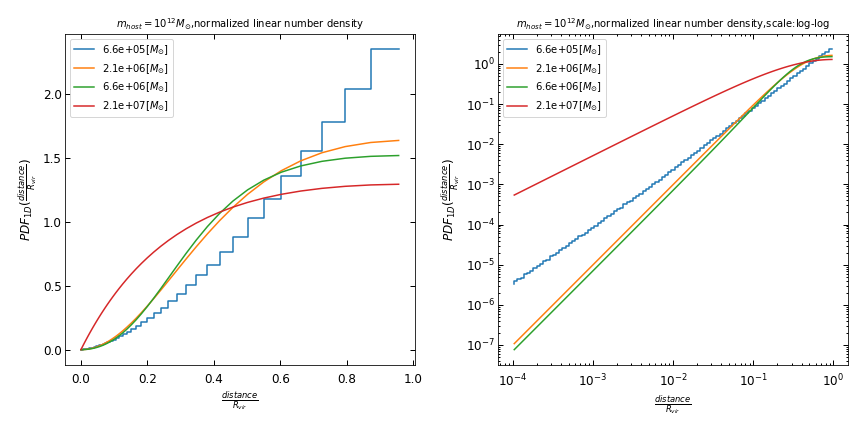 m_host = 10^12 M_⊙,normalized linear number density
6.6e+05[M_⊙]
2.1e+06[M_⊙]
6.6e+06[M_⊙]
2.1e+07[M_⊙]
PDF_1D(distance/R_vir)
2.0
1.5
1.0
0.5
0.0
0.0 0.2 0.4 0.6 0.8 1.0
distance/R_vir
m_host = 10^12 M_⊙,normalized linear number density,scale:log-log
6.6e+05[M_⊙]
2.1e+06[M_⊙]
6.6e+06[M_⊙]
2.1e+07[M_⊙]
PDF_1D(distance/R_vir)
10^0
10^−1
10^−2
10^−3
10^−4
10^−5
10^−6
10^−7
10^−4 10^−3 10^−2 10^−1 10^0
distance/R_vir